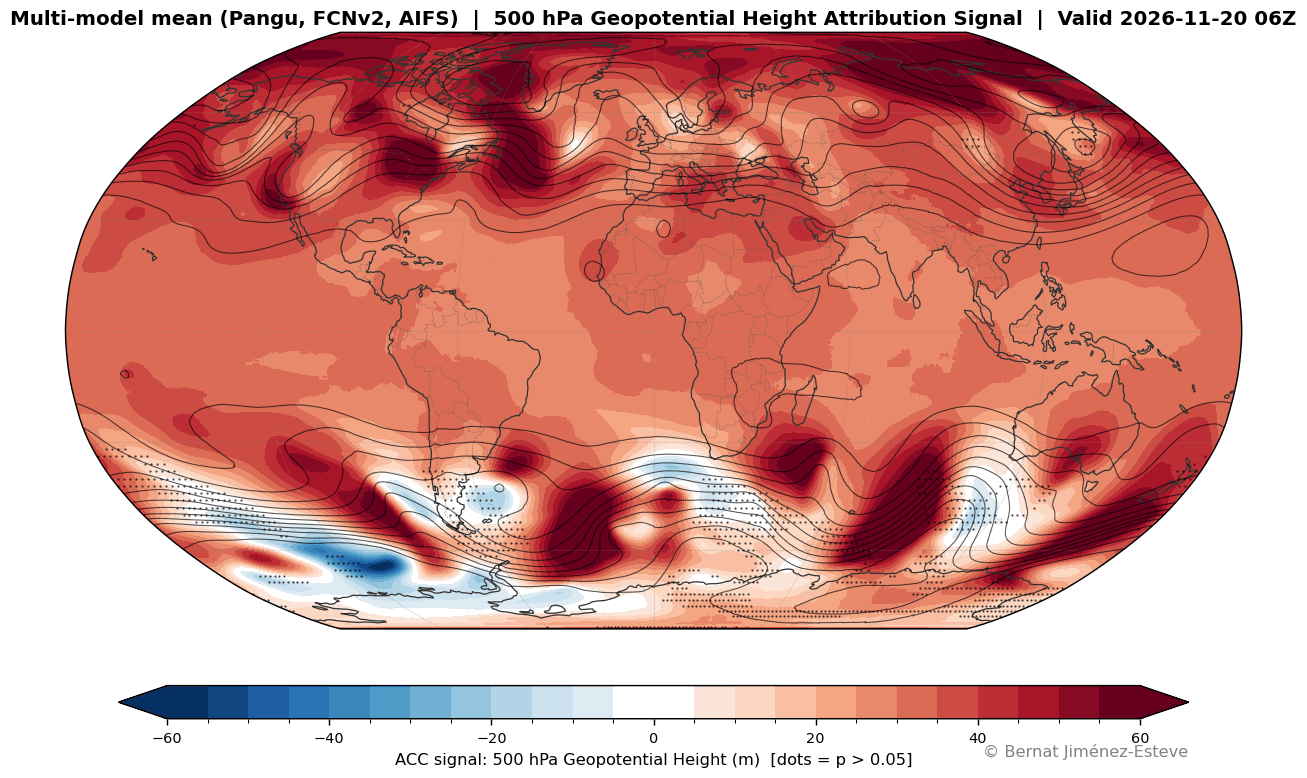 Multi-model mean (Pangu, FCNv2, AIFS)  |  500 hPa Geopotential Height Attribution Signal  |  Valid 2026-11-20 06Z
−60 −40 −20 0 20 40 60
ACC signal: 500 hPa Geopotential Height (m)  [dots = p > 0.05]
© Bernat Jiménez-Esteve